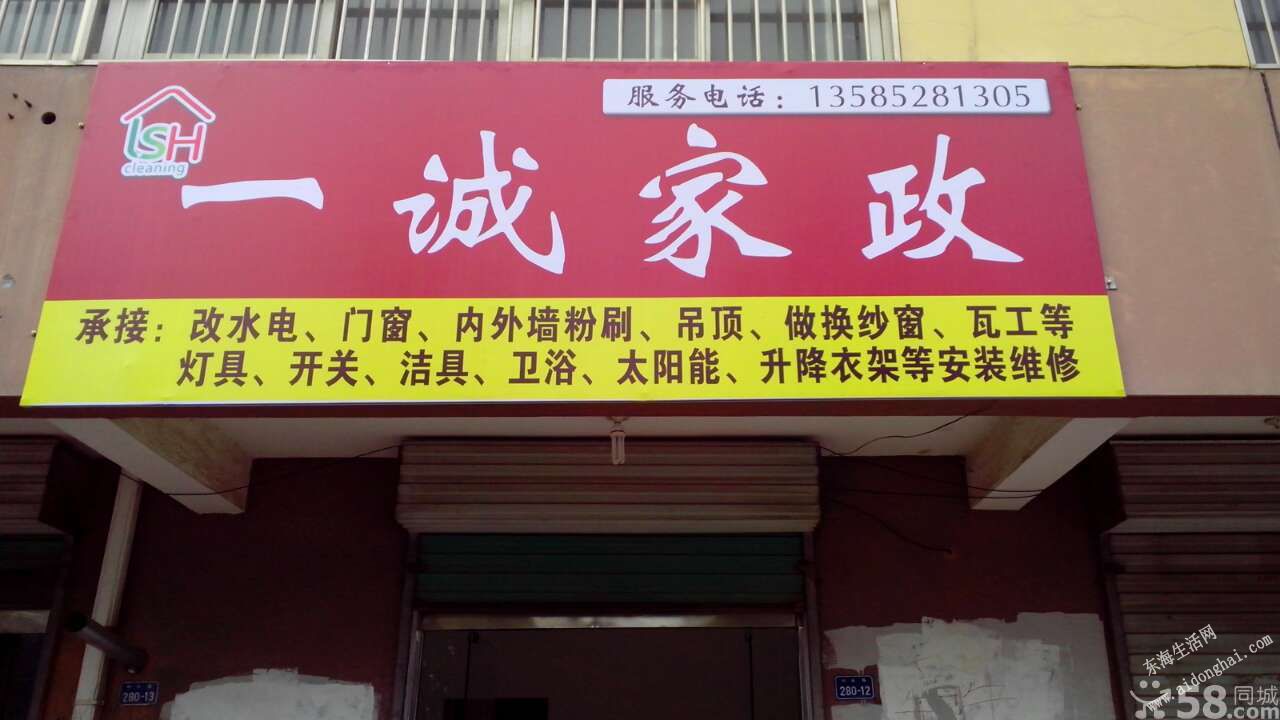 服务电话：13585281305
LSH
cleaning
一诚家政
承接：改水电、门窗、内外墙粉刷、吊顶、做换纱窗、瓦工等
灯具、开关、洁具、卫浴、太阳能、升降衣架等安装维修
280-13
280-12
东海生活网
www.aidonghai.com
58同城
58.com